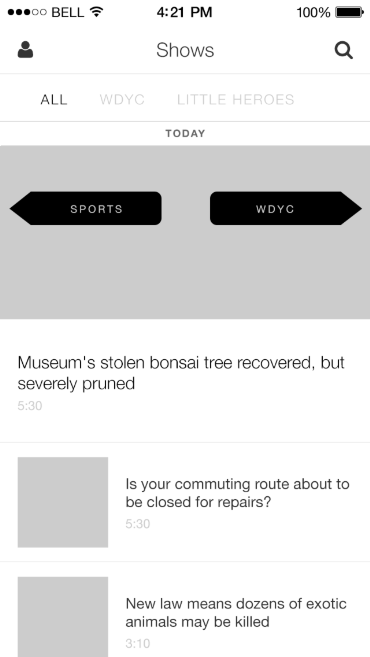 BELL 4:21 PM 100%
Shows
ALL WDYC LITTLE HEROES
TODAY
SPORTS WDYC
Museum's stolen bonsai tree recovered, but
severely pruned
5:30
Is your commuting route about to
be closed for repairs?
5:30
New law means dozens of exotic
animals may be killed
3:10